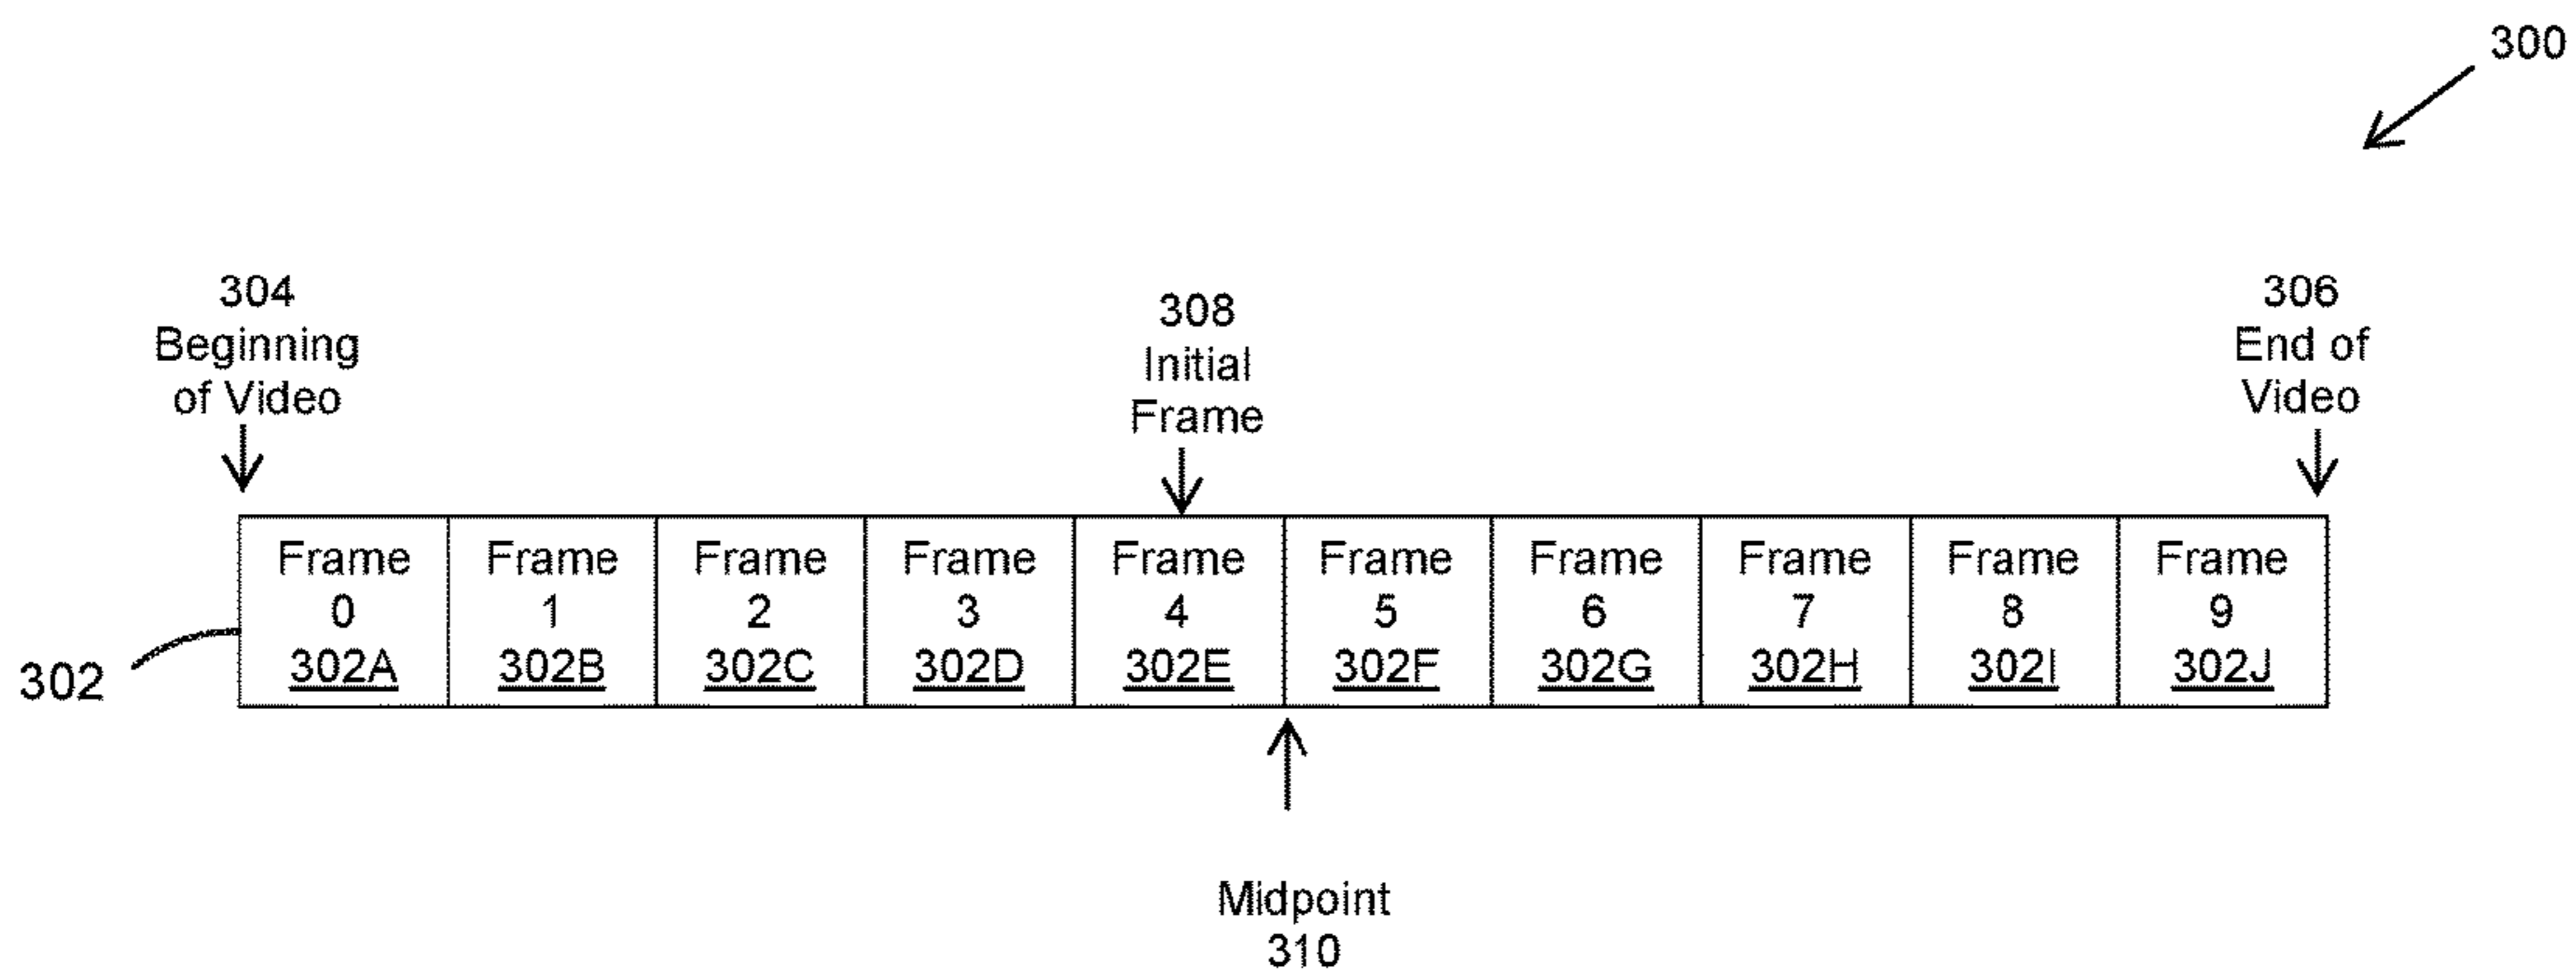 300
304
Beginning
of Video
308
Initial
Frame
306
End of
Video
Frame
0
302A
Frame
1
302B
Frame
2
302C
Frame
3
302D
Frame
4
302E
Frame
5
302F
Frame
6
302G
Frame
7
302H
Frame
8
302I
Frame
9
302J
302
Midpoint
310